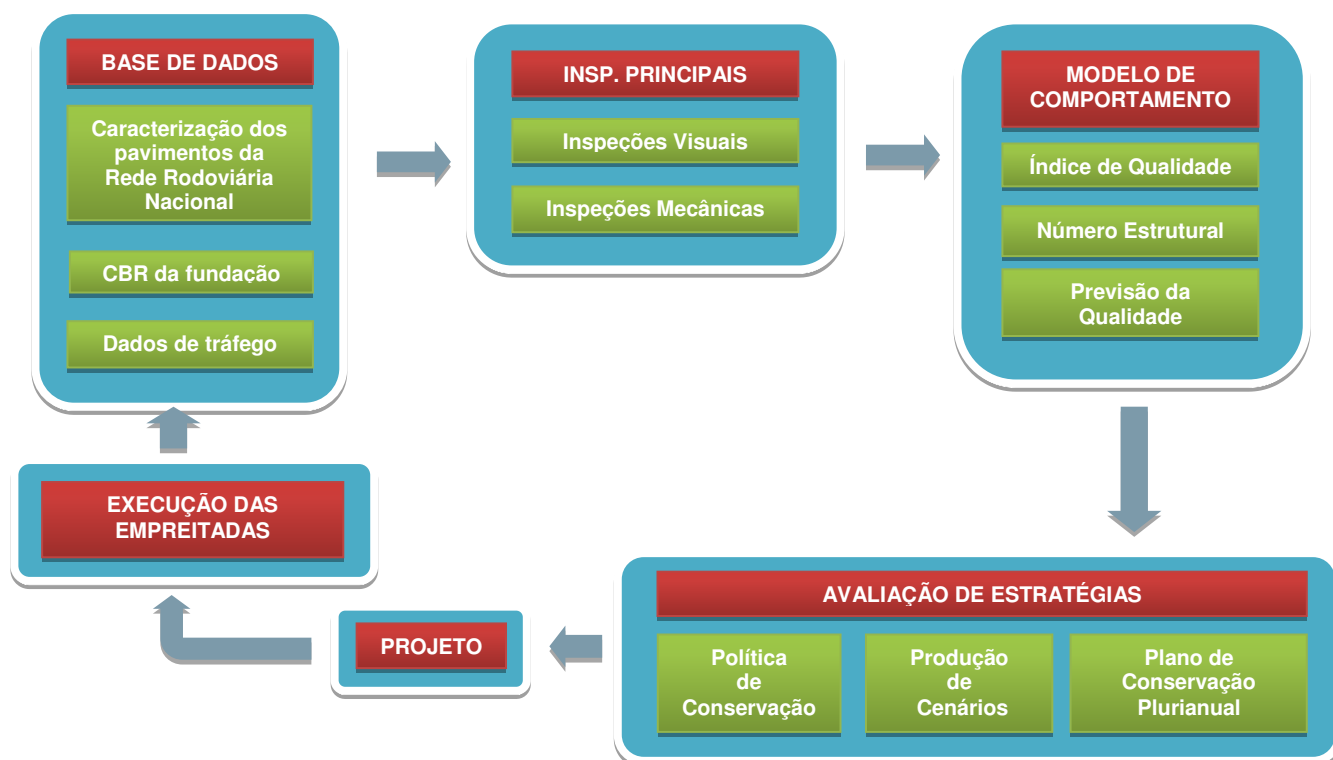 BASE DE DADOS
Caracterização dos
pavimentos da
Rede Rodoviária
Nacional
CBR da fundação
Dados de tráfego
INSP. PRINCIPAIS
Inspeções Visuais
Inspeções Mecânicas
MODELO DE
COMPORTAMENTO
Índice de Qualidade
Número Estrutural
Previsão da
Qualidade
AVALIAÇÃO DE ESTRATÉGIAS
Política
de
Conservação
Produção
de
Cenários
Plano de
Conservação
Plurianual
PROJETO
EXECUÇÃO DAS
EMPREITADAS